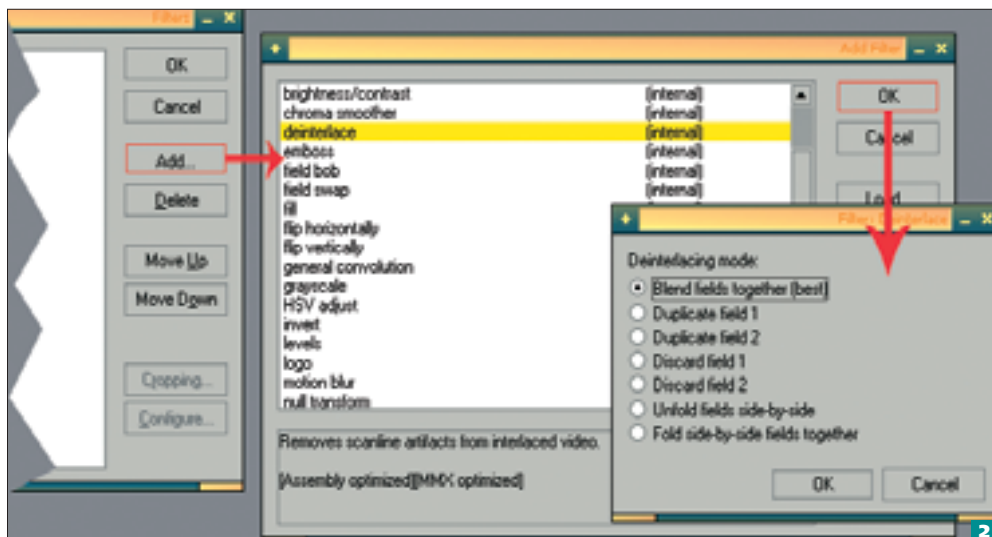 Filters
OK
Cancel
Add...
Delete
Move Up
Move Down
Cropping...
Configure...
Add Filter
brightness/contrast [internal]
chroma smoother [internal]
deinterlace [internal]
emboss [internal]
field bob [internal]
field swap [internal]
fill
flip horizontally
flip vertically
general convolution
grayscale
HSV adjust
invert
levels
logo
motion blur
null transform
OK
Cancel
Load
Removes scanline artifacts from interlaced video.
[Assembly optimized][MMX optimized]
Filter: Deinterlace
Deinterlacing mode:
Blend fields together (best)
Duplicate field 1
Duplicate field 2
Discard field 1
Discard field 2
Unfold fields side-by-side
Fold side-by-side fields together
OK
Cancel
2